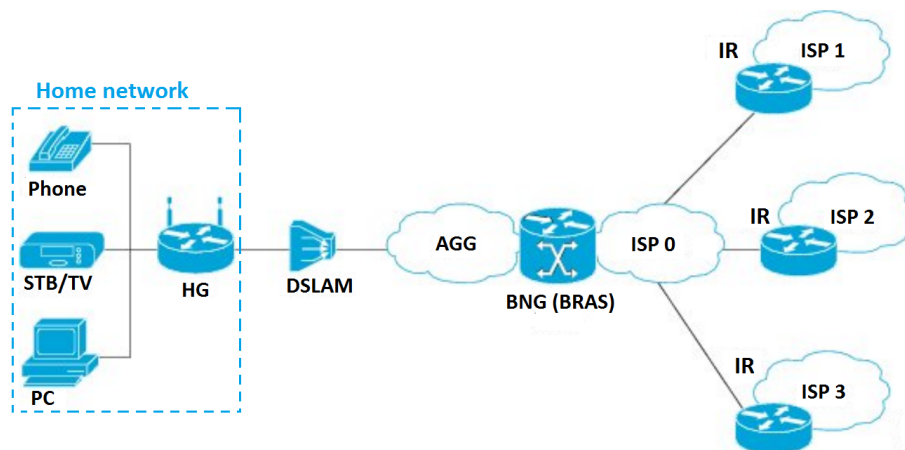 Home network
Phone
STB/TV
PC
HG
DSLAM
AGG
BNG (BRAS)
ISP 0
IR
ISP 1
IR
ISP 2
IR
ISP 3